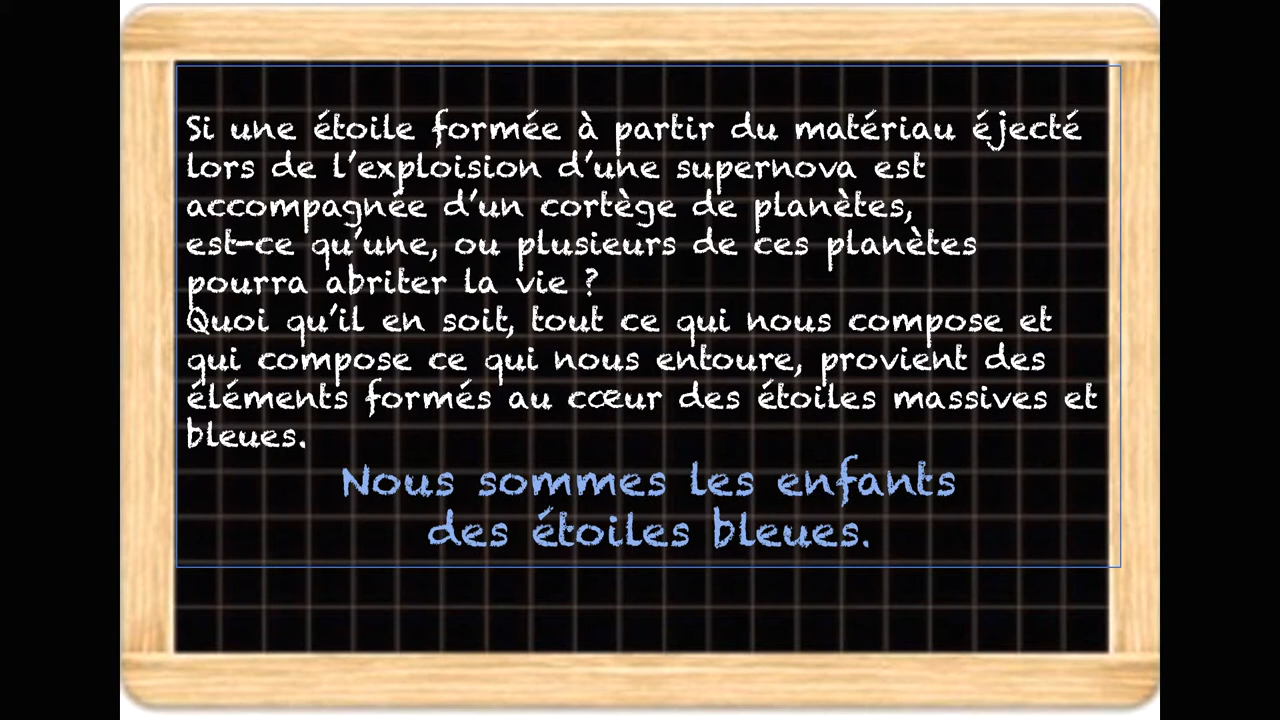 Si une étoile formée à partir du matériau éjecté
lors de l'exploision d'une supernova est
accompagnée d'un cortège de planètes,
est-ce qu'une, ou plusieurs de ces planètes
pourra abriter la vie ?
Quoi qu'il en soit, tout ce qui nous compose et
qui compose ce qui nous entoure, provient des
éléments formés au cœur des étoiles massives et
bleues.
Nous sommes les enfants
des étoiles bleues.